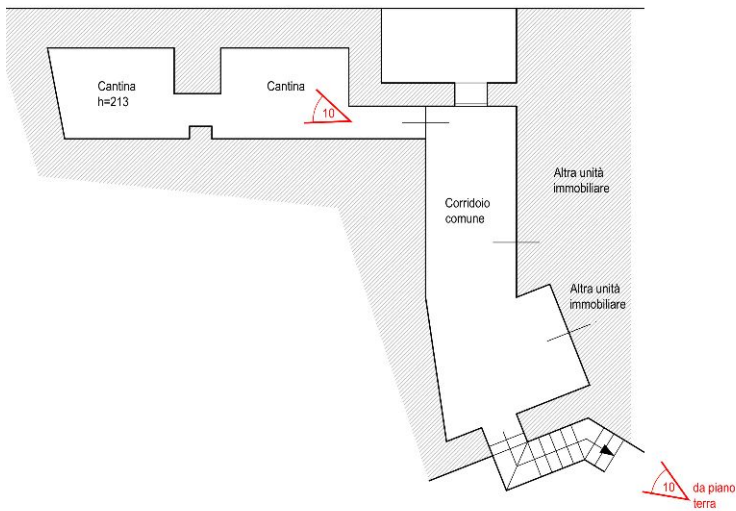 Cantina
h=213
Cantina
10
Altra unità
immobiliare
Corridoio
comune
Altra unità
immobiliare
10
da piano
terra